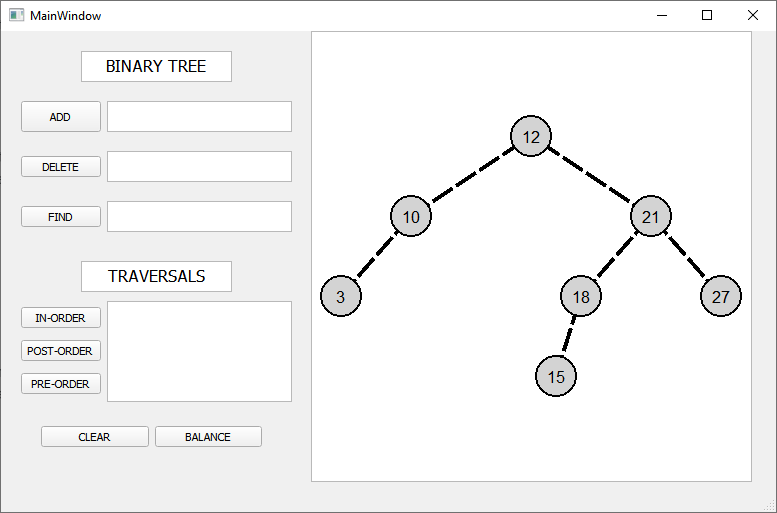 MainWindow
BINARY TREE
ADD
DELETE
FIND
TRAVERSALS
IN-ORDER
POST-ORDER
PRE-ORDER
CLEAR BALANCE
12
10 21
3 18 27
15